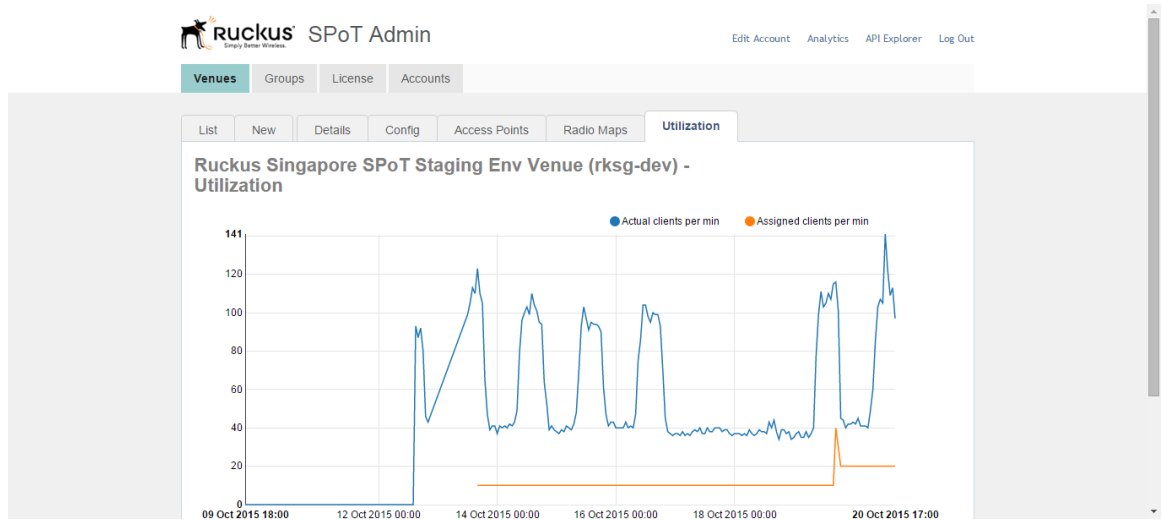 Ruckus SPoT Admin
Simply Better Wireless.
Edit Account Analytics API Explorer Log Out
Venues Groups License Accounts
List New Details Config Access Points Radio Maps Utilization
Ruckus Singapore SPoT Staging Env Venue (rksg-dev) -
Utilization
Actual clients per min Assigned clients per min
141
120
100
80
60
40
20
0
09 Oct 2015 18:00 12 Oct 2015 00:00 14 Oct 2015 00:00 16 Oct 2015 00:00 18 Oct 2015 00:00 20 Oct 2015 17:00